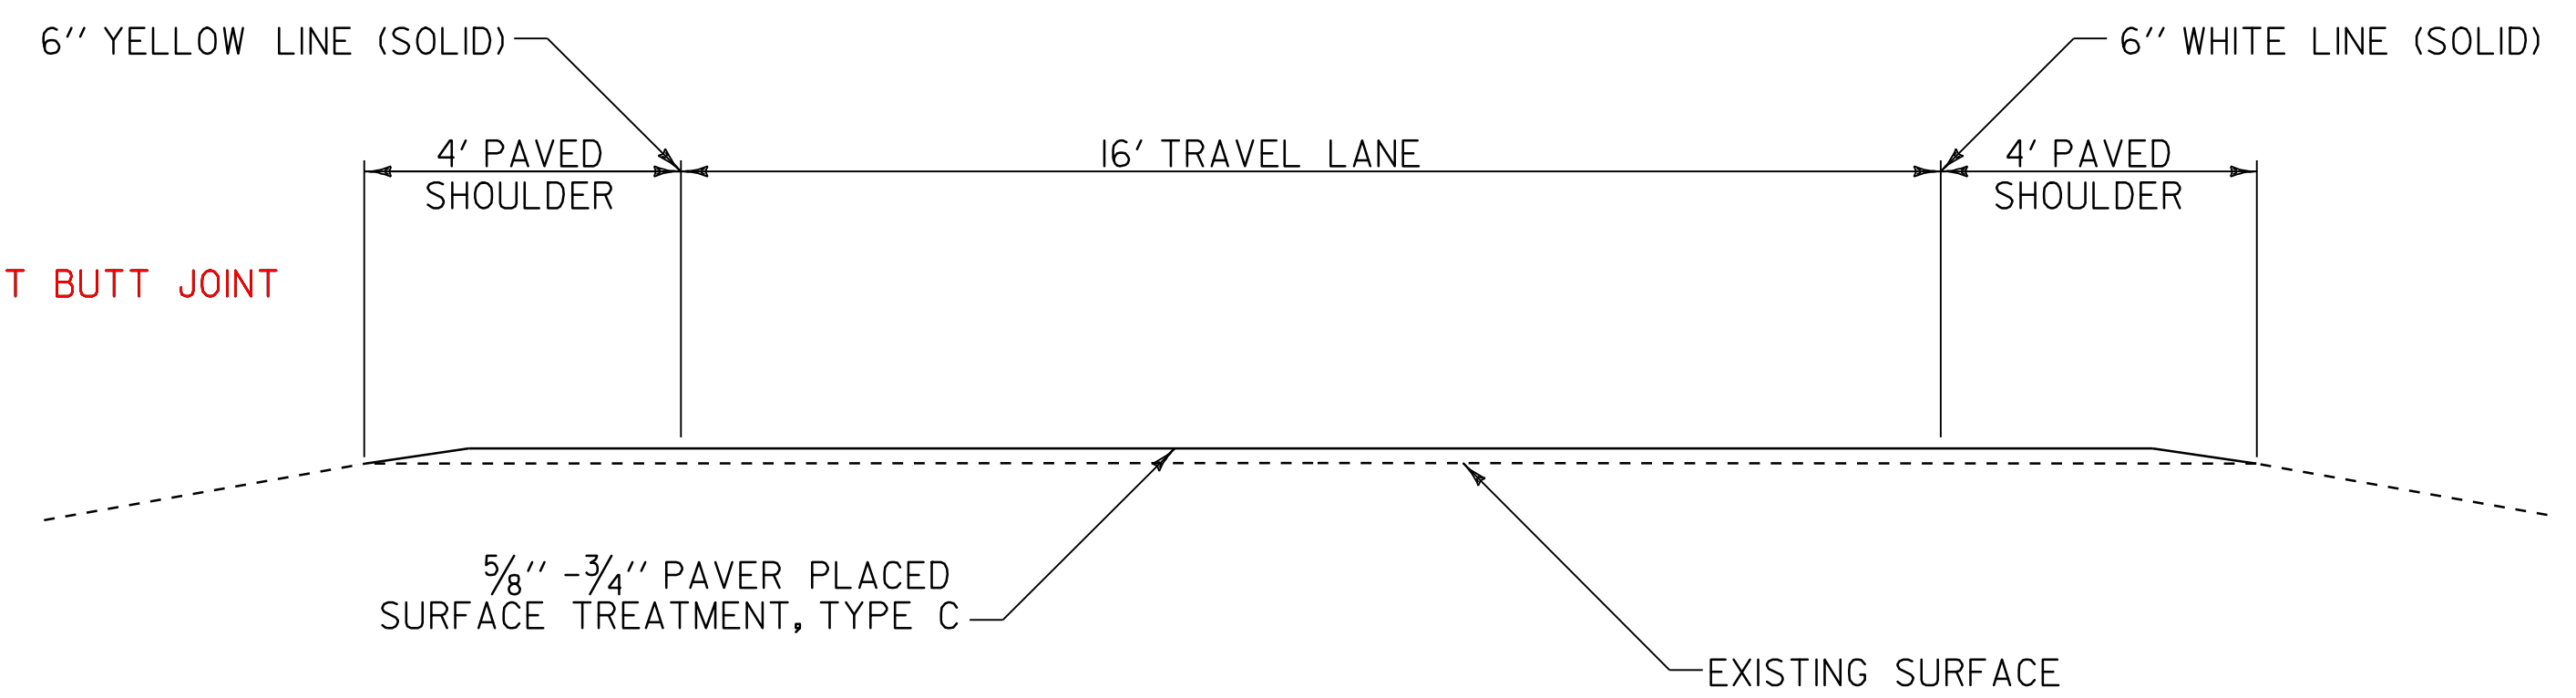 6" YELLOW LINE (SOLID)
6" WHITE LINE (SOLID)
4' PAVED
SHOULDER
16' TRAVEL LANE
4' PAVED
SHOULDER
T BUTT JOINT
5/8" - 3/4" PAVER PLACED
SURFACE TREATMENT, TYPE C
EXISTING SURFACE